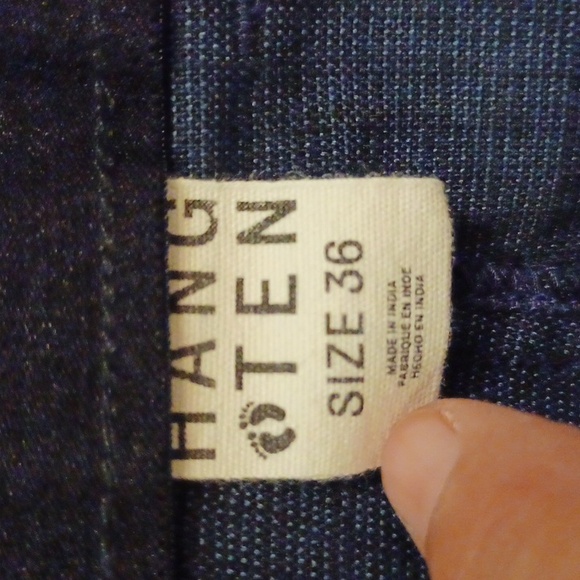 HANG
TEN
SIZE 36
MADE IN INDIA
FABRIQUE EN INDE
HECHO EN INDIA